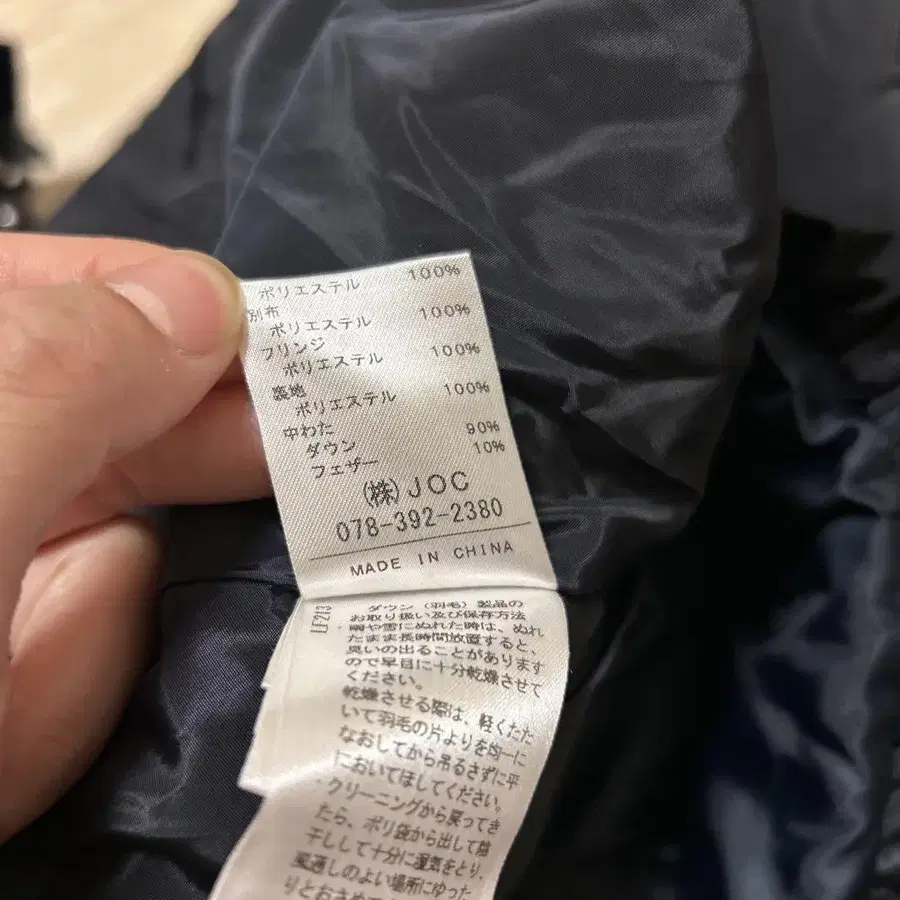 ポリエステル 100%
別布
ポリエステル 100%
フリンジ
ポリエステル 100%
裏地
ポリエステル 100%
中わた
ダウン 90%
フェザー 10%
(株)JOC
078-392-2380
MADE IN CHINA
LF213
ダウン(羽毛)製品の
お取り扱い及び保存方法
雨や雪にぬれた時は、ぬれ
たまま長時間放置すると、
臭いの出ることがあります
ので早目に十分乾燥させて
ください。
乾燥させる際は、軽くたた
いて羽毛の片よりを均一に
なおしてから吊るさずに平
においてほしてください。
クリーニングから戻ってき
たら、ポリ袋から出して陰
干しして十分に湿気をとり、
風通しのよい場所にゆった
りとおさめて